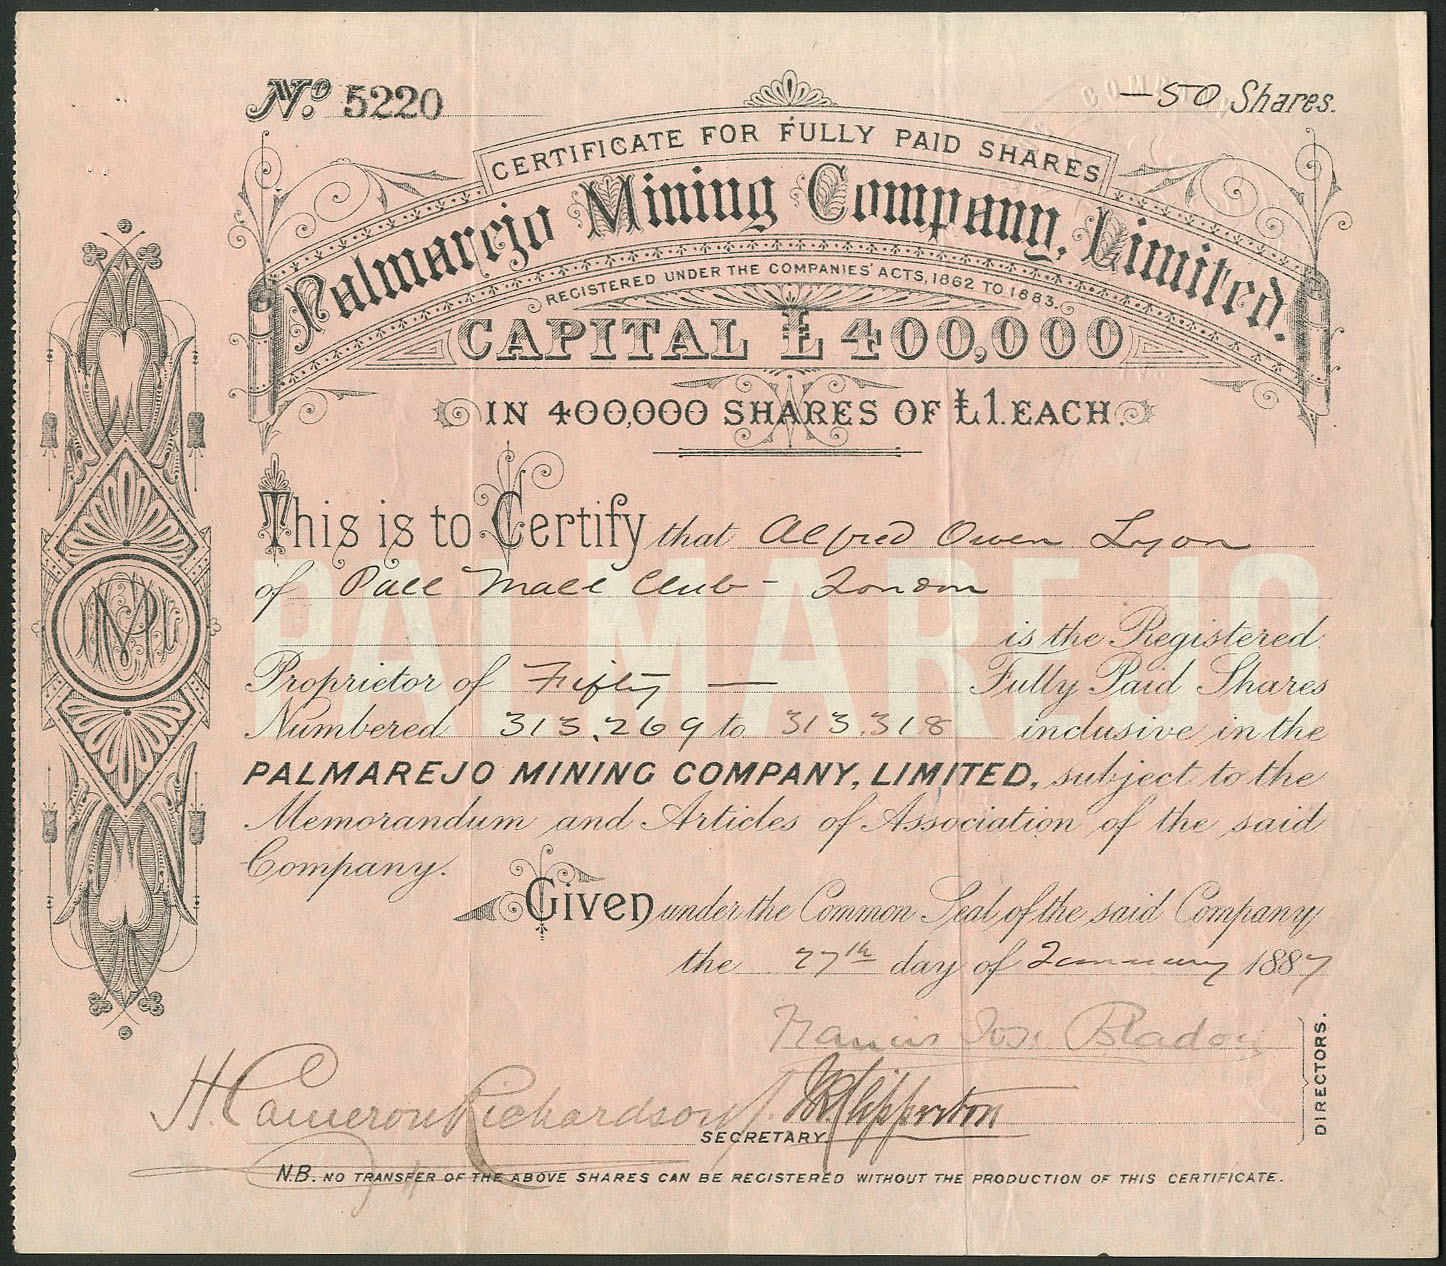 No. 5220
— 50 Shares.
CERTIFICATE FOR FULLY PAID SHARES
Palmarejo Mining Company, Limited.
REGISTERED UNDER THE COMPANIES' ACTS, 1862 TO 1883.
CAPITAL £400,000
IN 400,000 SHARES OF £1. EACH.
This is to Certify that Alfred Owen Lyon
of Pall Mall Club - London
PALMAREJO
is the Registered
Proprietor of Fifty — Fully Paid Shares
Numbered 313,269 to 313,318 inclusive in the
PALMAREJO MINING COMPANY, LIMITED, subject to the
Memorandum and Articles of Association of the said
Company.
Given under the Common Seal of the said Company
the 27th day of January 1887
Francis
DIRECTORS.
H. Cameron Richardson
SECRETARY
N.B. NO TRANSFER OF THE ABOVE SHARES CAN BE REGISTERED WITHOUT THE PRODUCTION OF THIS CERTIFICATE.